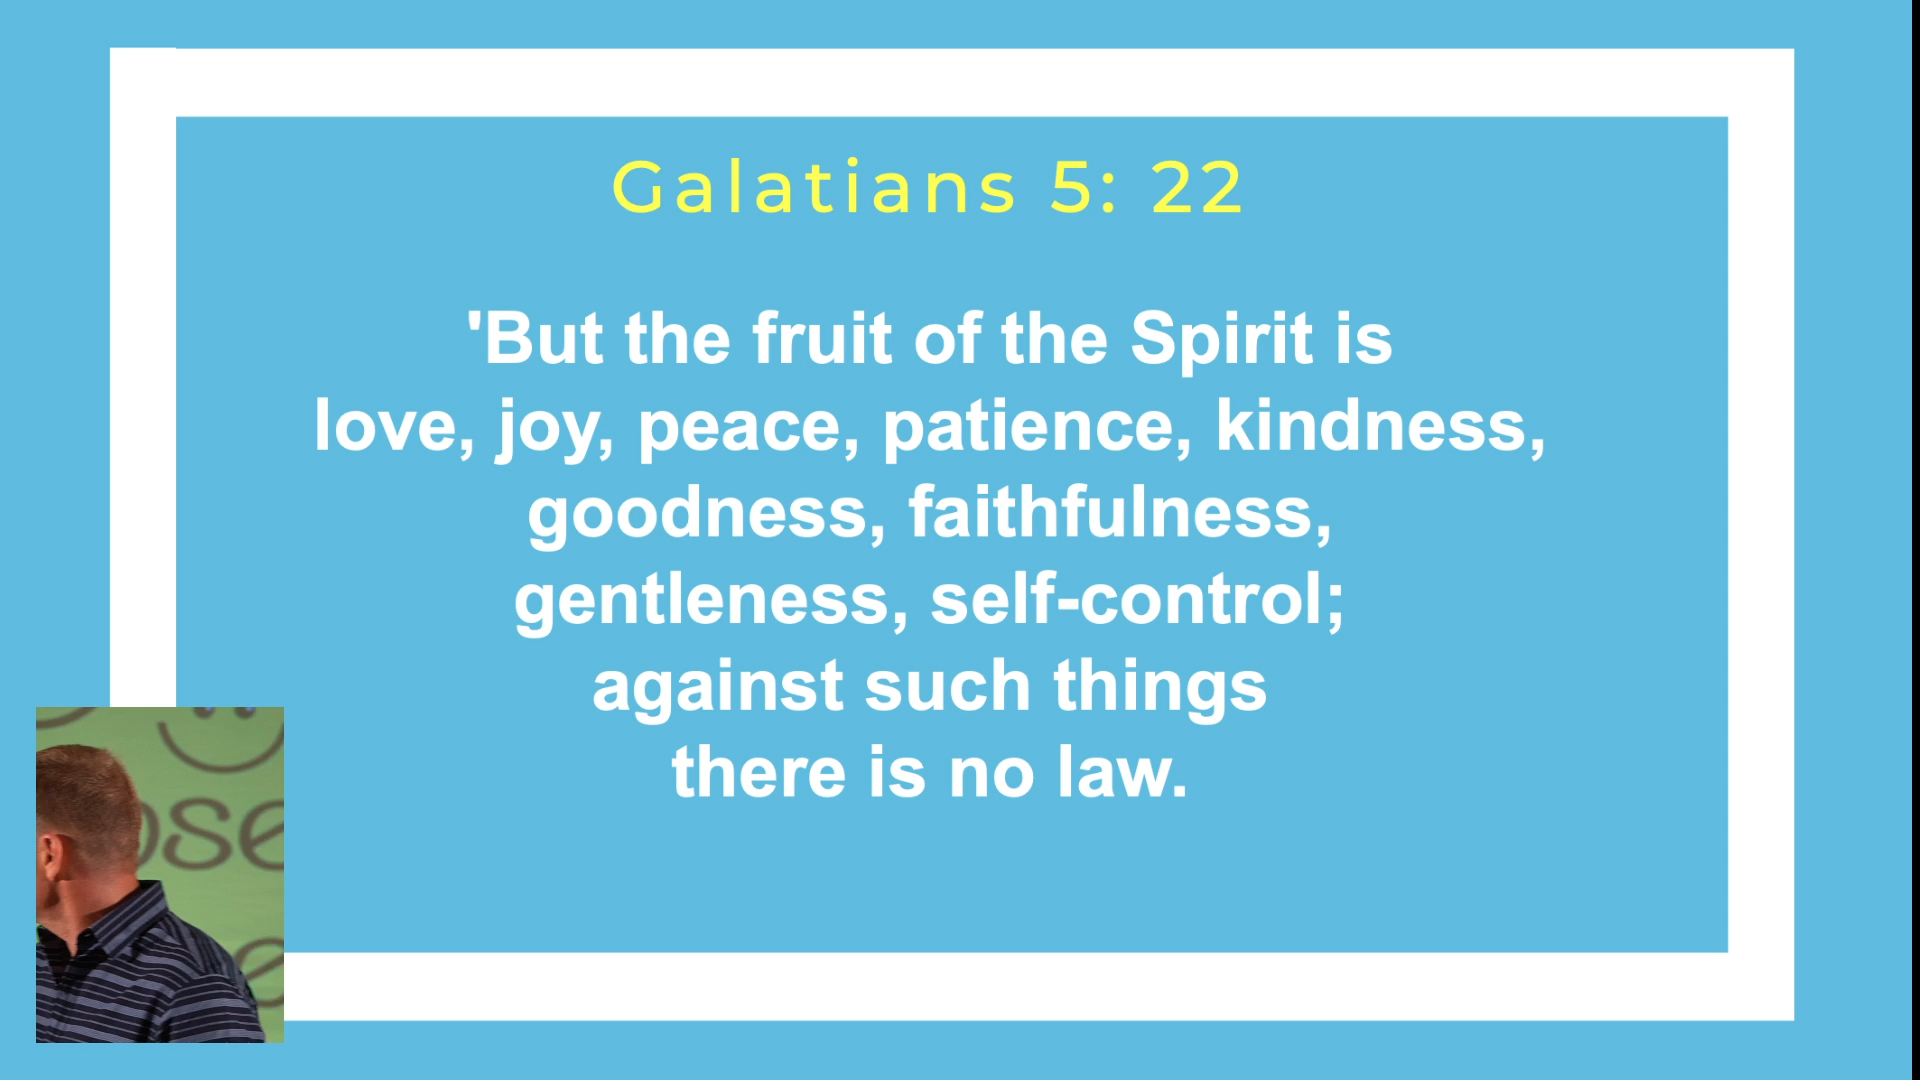 Galatians 5: 22
'But the fruit of the Spirit is
love, joy, peace, patience, kindness,
goodness, faithfulness,
gentleness, self-control;
against such things
there is no law.